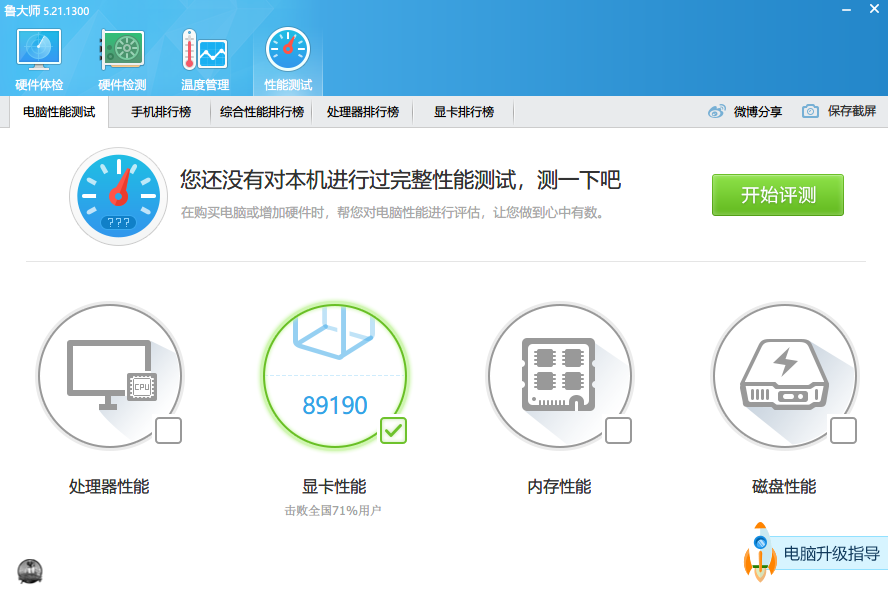 鲁大师 5.21.1300
硬件体检 硬件检测 温度管理 性能测试
电脑性能测试 手机排行榜 综合性能排行榜 处理器排行榜 显卡排行榜 微博分享 保存截屏
您还没有对本机进行过完整性能测试，测一下吧
开始评测
???
在购买电脑或增加硬件时，帮您对电脑性能进行评估，让您做到心中有数。
CPU
89190
处理器性能 显卡性能 内存性能 磁盘性能
击败全国71%用户
电脑升级指导